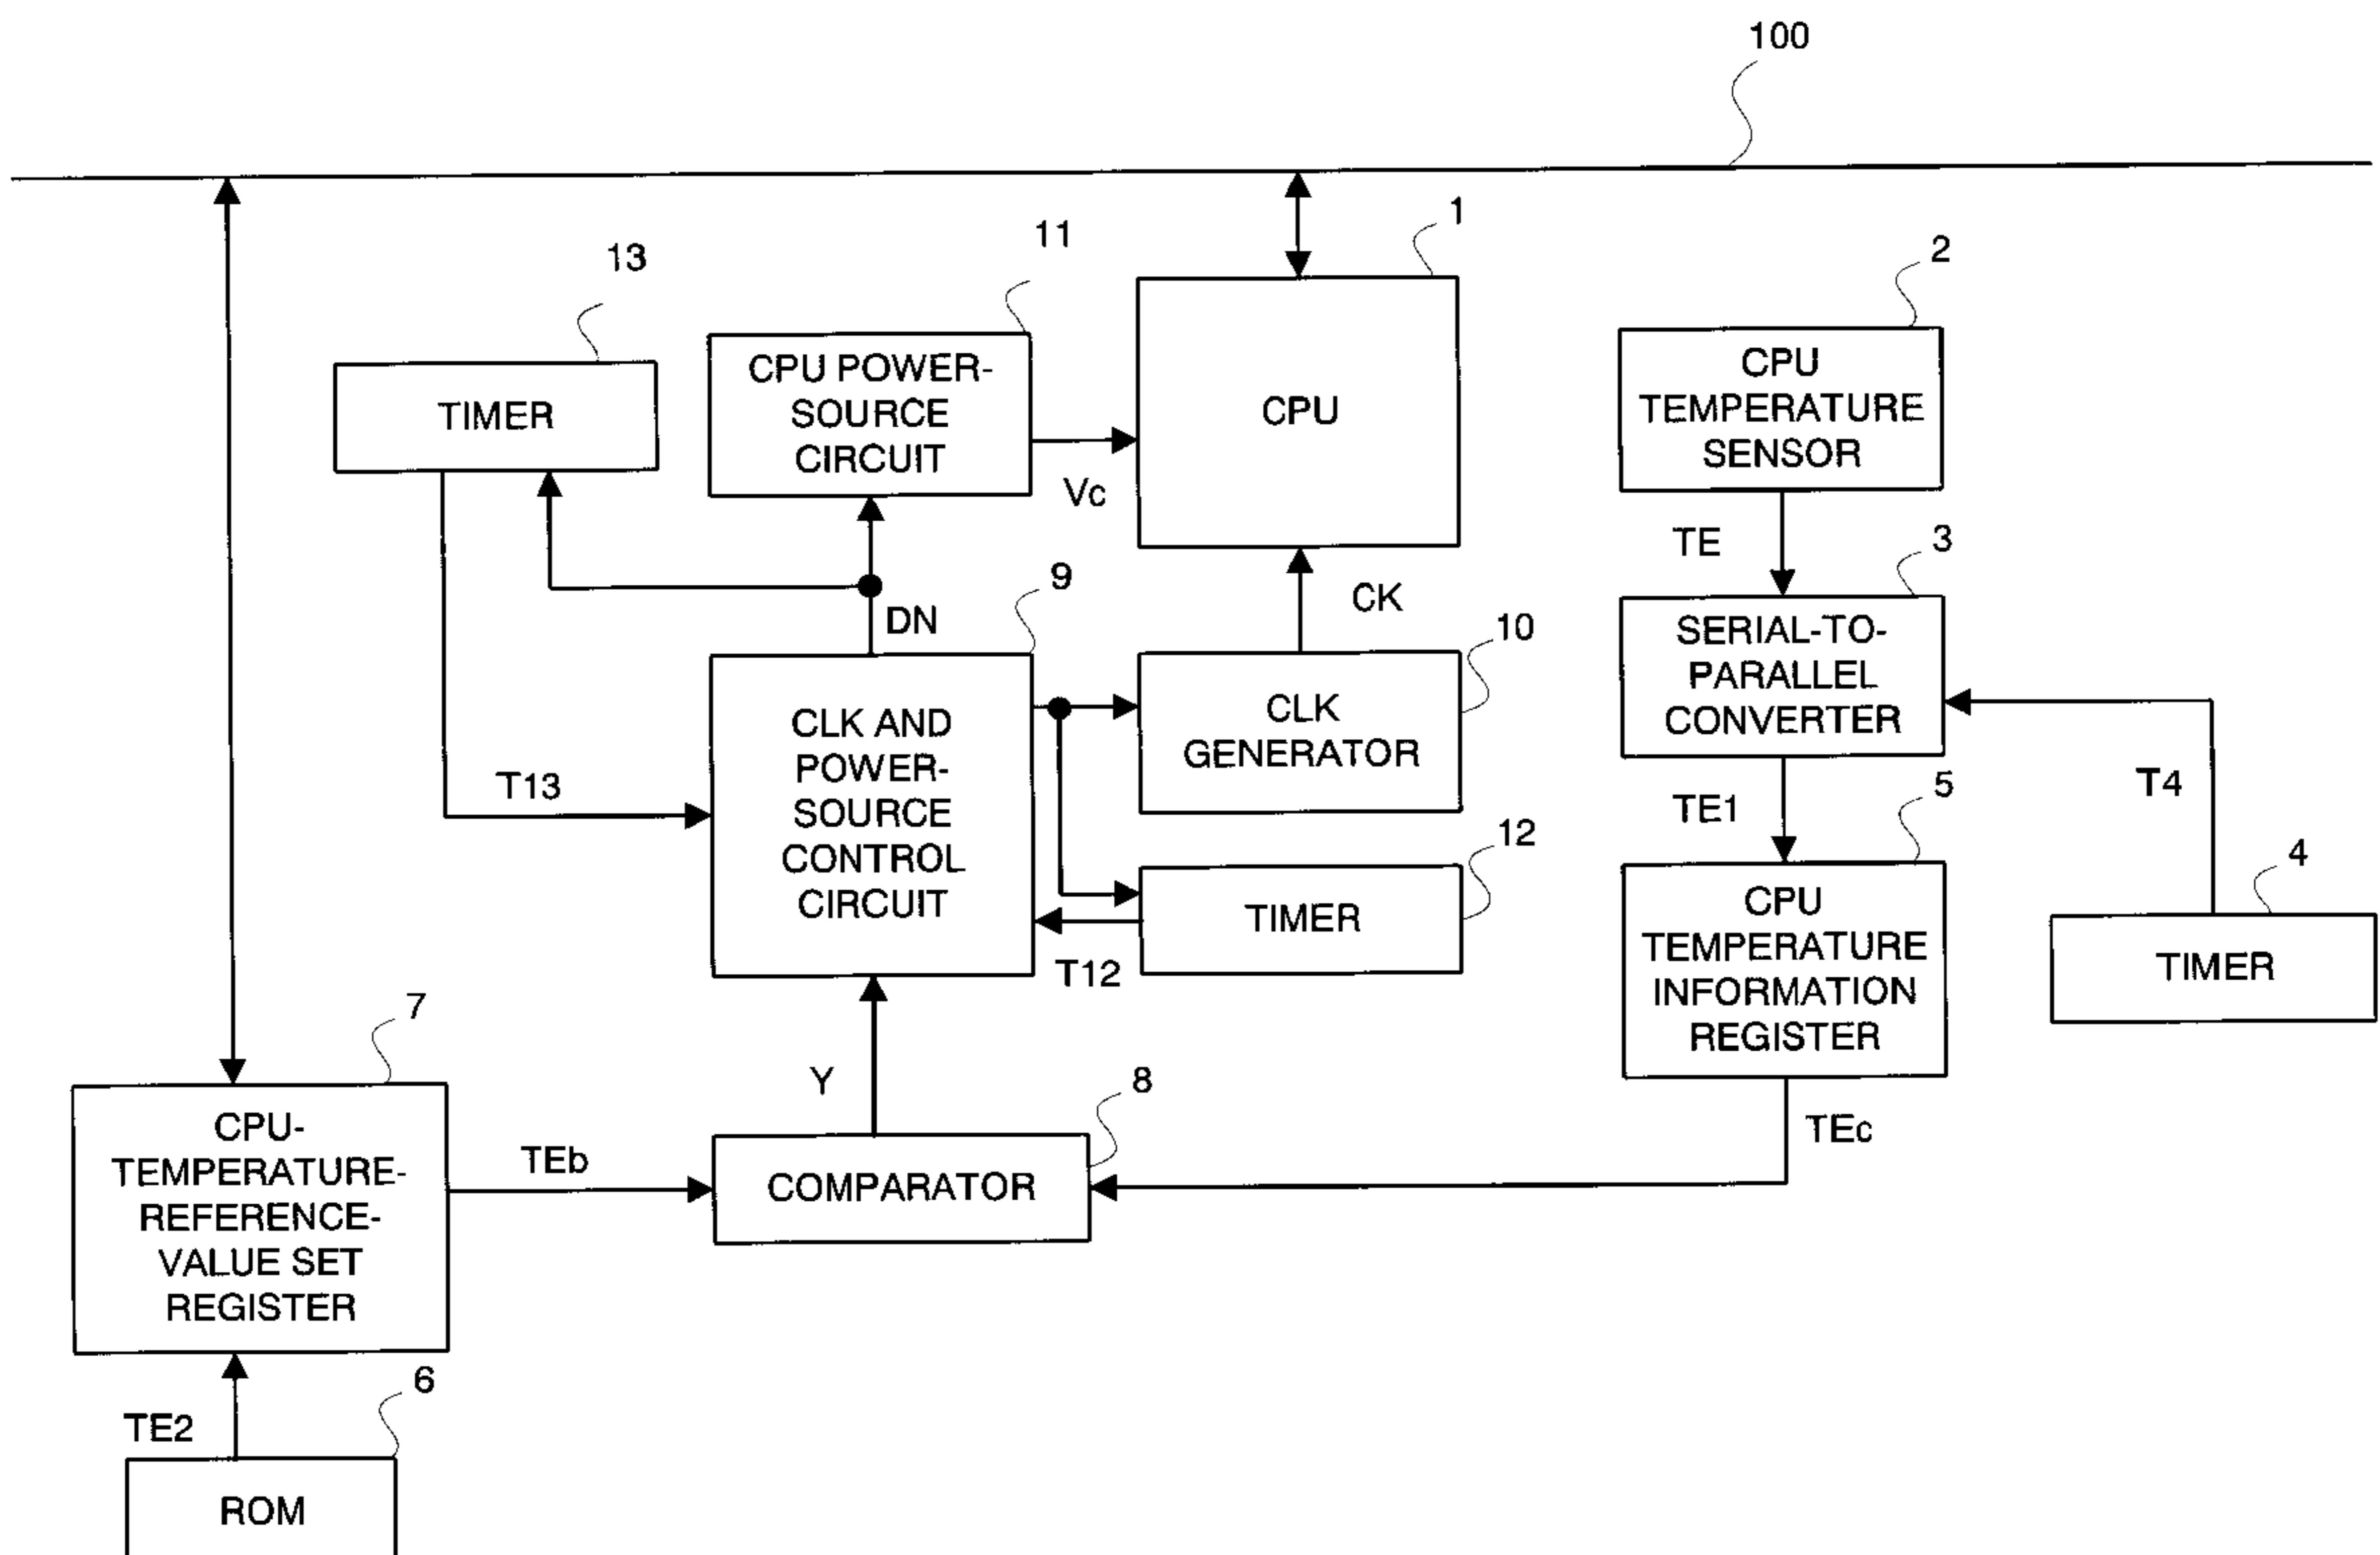 100
1
11
2
13
CPU POWER-
SOURCE
CIRCUIT
CPU
TEMPERATURE
SENSOR
TIMER
CPU
Vc
TE
3
9
CK
DN
10
SERIAL-TO-
PARALLEL
CONVERTER
CLK AND
POWER-
SOURCE
CONTROL
CIRCUIT
CLK
GENERATOR
T13
T4
TE1
5
12
4
CPU
TEMPERATURE
INFORMATION
REGISTER
TIMER
T12
TIMER
7
Y
8
TEc
CPU-
TEMPERATURE-
REFERENCE-
VALUE SET
REGISTER
TEb
COMPARATOR
6
TE2
ROM